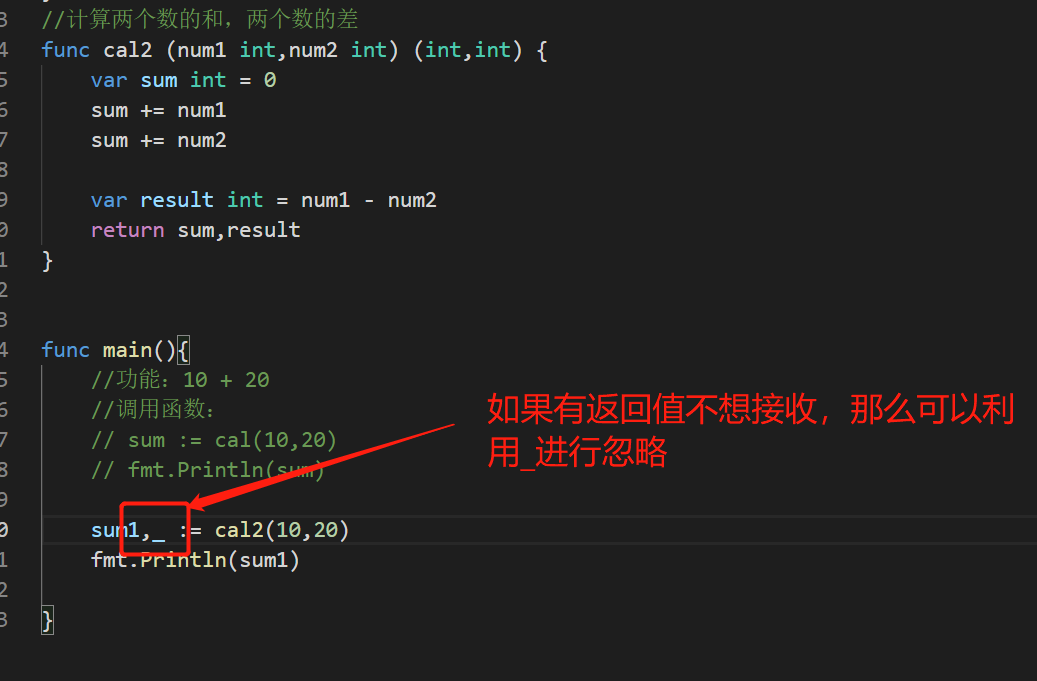 3 //计算两个数的和，两个数的差
4 func cal2 (num1 int,num2 int) (int,int) {
5 var sum int = 0
6 sum += num1
7 sum += num2
8
9 var result int = num1 - num2
0 return sum,result
1 }
2
3
4 func main(){
5 //功能：10 + 20
6 //调用函数：
7 // sum := cal(10,20)
8 // fmt.Println(sum)
9
如果有返回值不想接收，那么可以利
用_进行忽略
0 sum1,_ := cal2(10,20)
1 fmt.Println(sum1)
2
3 }